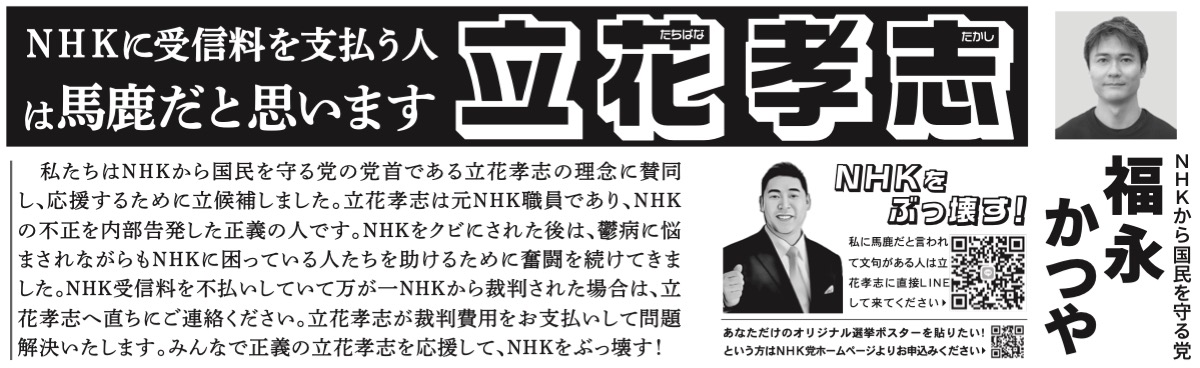 NHKに受信料を支払う人
は馬鹿だと思います
立花孝志
たちばな
たかし
私たちはNHKから国民を守る党の党首である立花孝志の理念に賛同
し、応援するために立候補しました。立花孝志は元NHK職員であり、NHK
の不正を内部告発した正義の人です。NHKをクビにされた後は、鬱病に悩
まされながらもNHKに困っている人たちを助けるために奮闘を続けてきま
した。NHK受信料を不払いしていて万が一NHKから裁判された場合は、立
花孝志へ直ちにご連絡ください。立花孝志が裁判費用をお支払いして問題
解決いたします。みんなで正義の立花孝志を応援して、NHKをぶっ壊す!
NHKを
ぶっ壊す!
私に馬鹿だと言われ
て文句がある人は立
花孝志に直接LINE
して来てください
あなただけのオリジナル選挙ポスターを貼りたい!
という方はNHK党ホームページよりお申込みください
NHKから国民を守る党
福永
かつや